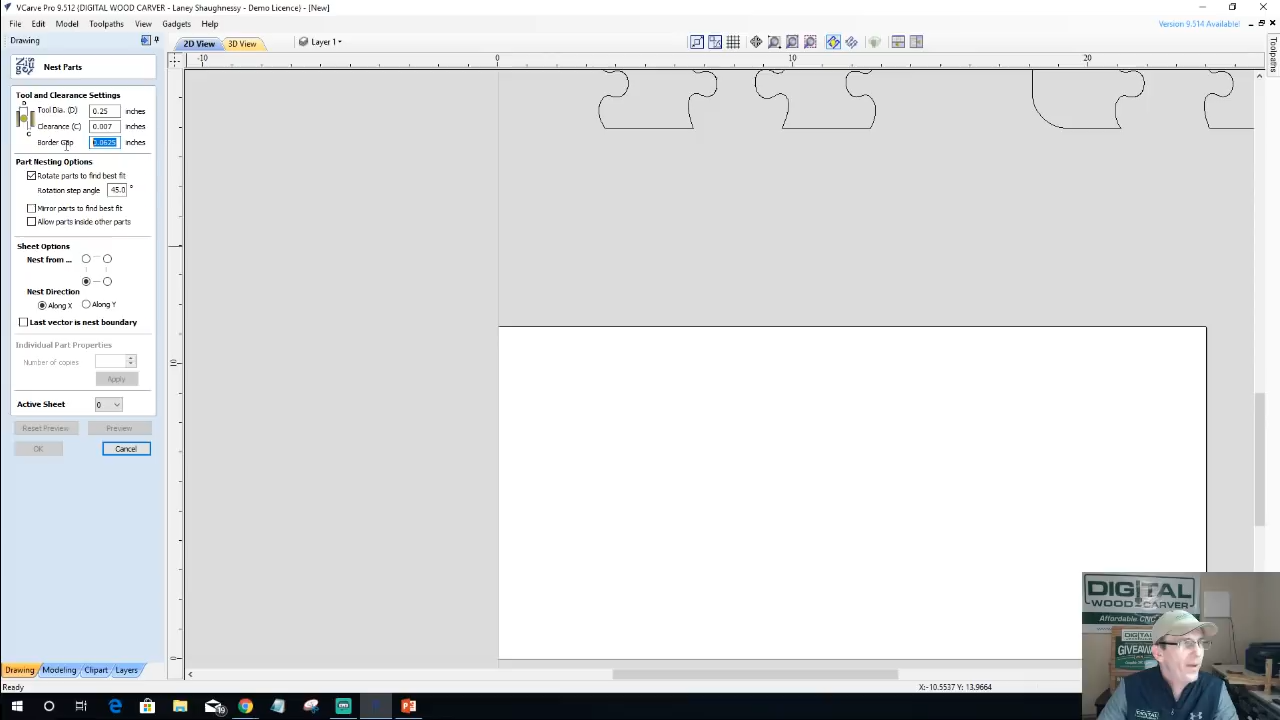 VCarve Pro 9.512 (DIGITAL WOOD CARVER) - Laney Shaughnessy - Demo Licence) - [New]
File Edit Model Toolpaths View Gadgets Help
Version 9.514 Available!
Drawing
2D View 3D View Layer 1
-10 0 10 20
Nest Parts
Toolpaths
Tool and Clearance Settings
D
Tool Dia. (D) 0.25 inches
Clearance (C) 0.007 inches
C
Border Gap 0.0625 inches
Part Nesting Options
Rotate parts to find best fit
Rotation step angle 45.0 °
Mirror parts to find best fit
Allow parts inside other parts
Sheet Options
Nest from ...
Nest Direction
Along X Along Y
Last vector is nest boundary
Individual Part Properties
Number of copies
Apply
Active Sheet 0
Reset Preview Preview
OK Cancel
DIGITAL
WOOD-CARVER
Affordable CNC
DIGITAL
GIVEAWAY
Drawing Modeling Clipart Layers
Ready
X:-10.5537 Y: 13.9664